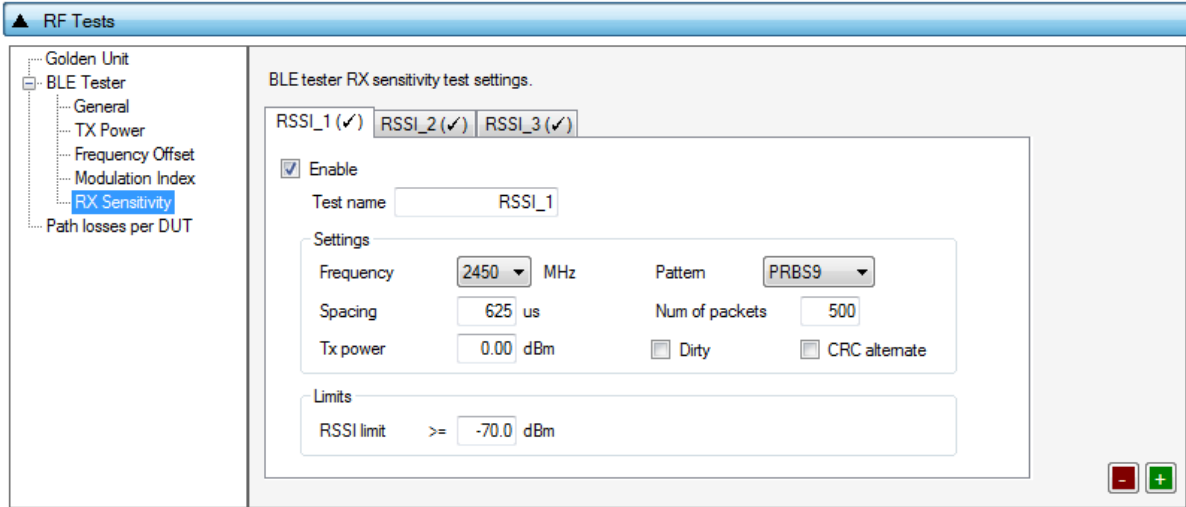 ▲ RF Tests
Golden Unit
BLE Tester
General
TX Power
Frequency Offset
Modulation Index
RX Sensitivity
Path losses per DUT
BLE tester RX sensitivity test settings.
RSSI_1 (✓) RSSI_2 (✓) RSSI_3 (✓)
Enable
Test name RSSI_1
Settings
Frequency 2450 MHz Pattern PRBS9
Spacing 625 us Num of packets 500
Tx power 0.00 dBm Dirty CRC alternate
Limits
RSSI limit >= -70.0 dBm
- +